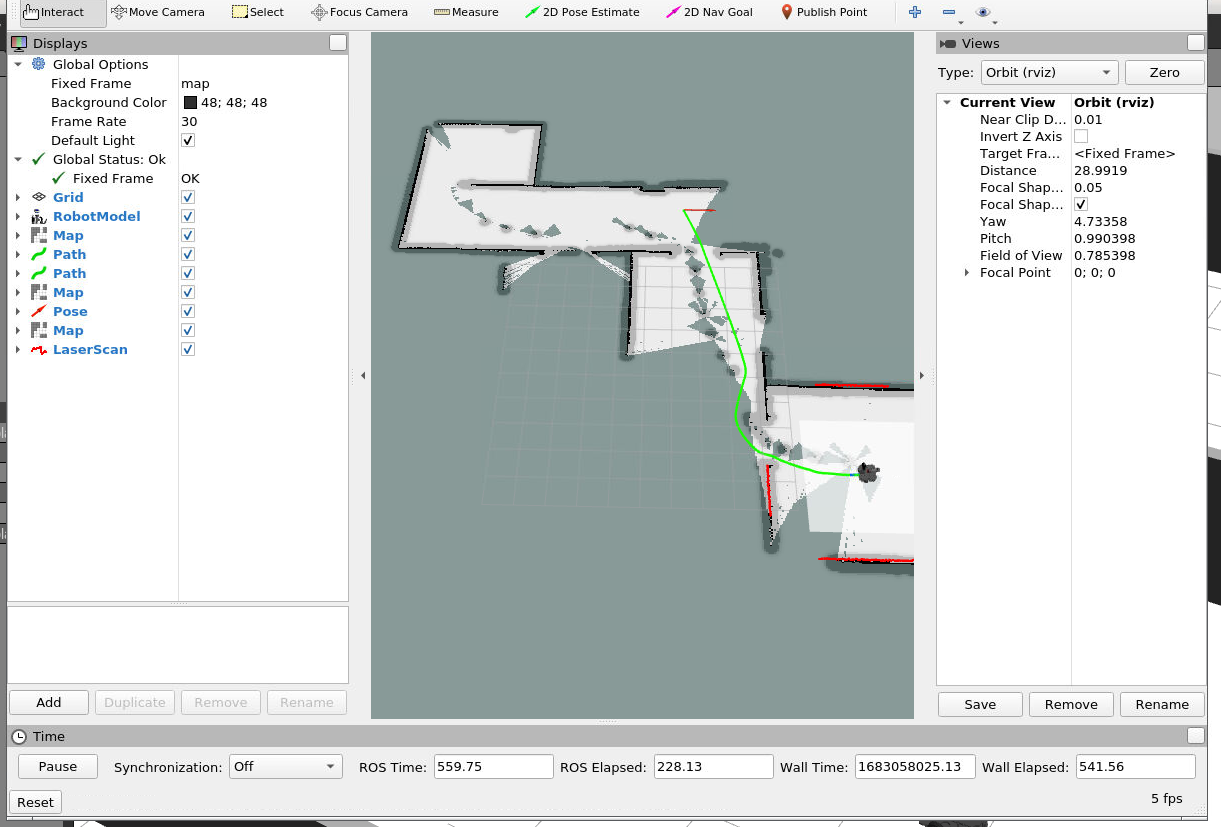 Interact Move Camera Select Focus Camera Measure 2D Pose Estimate 2D Nav Goal Publish Point
Displays
Global Options
Fixed Frame map
Background Color 48; 48; 48
Frame Rate 30
Default Light
Global Status: Ok
Fixed Frame OK
Grid
RobotModel
Map
Path
Path
Map
Pose
Map
LaserScan
Add Duplicate Remove Rename
Views
Type: Orbit (rviz) Zero
Current View Orbit (rviz)
Near Clip D... 0.01
Invert Z Axis
Target Fra... <Fixed Frame>
Distance 28.9919
Focal Shap... 0.05
Focal Shap...
Yaw 4.73358
Pitch 0.990398
Field of View 0.785398
Focal Point 0; 0; 0
Save Remove Rename
Time
Pause Synchronization: Off ROS Time: 559.75 ROS Elapsed: 228.13 Wall Time: 1683058025.13 Wall Elapsed: 541.56
Reset 5 fps